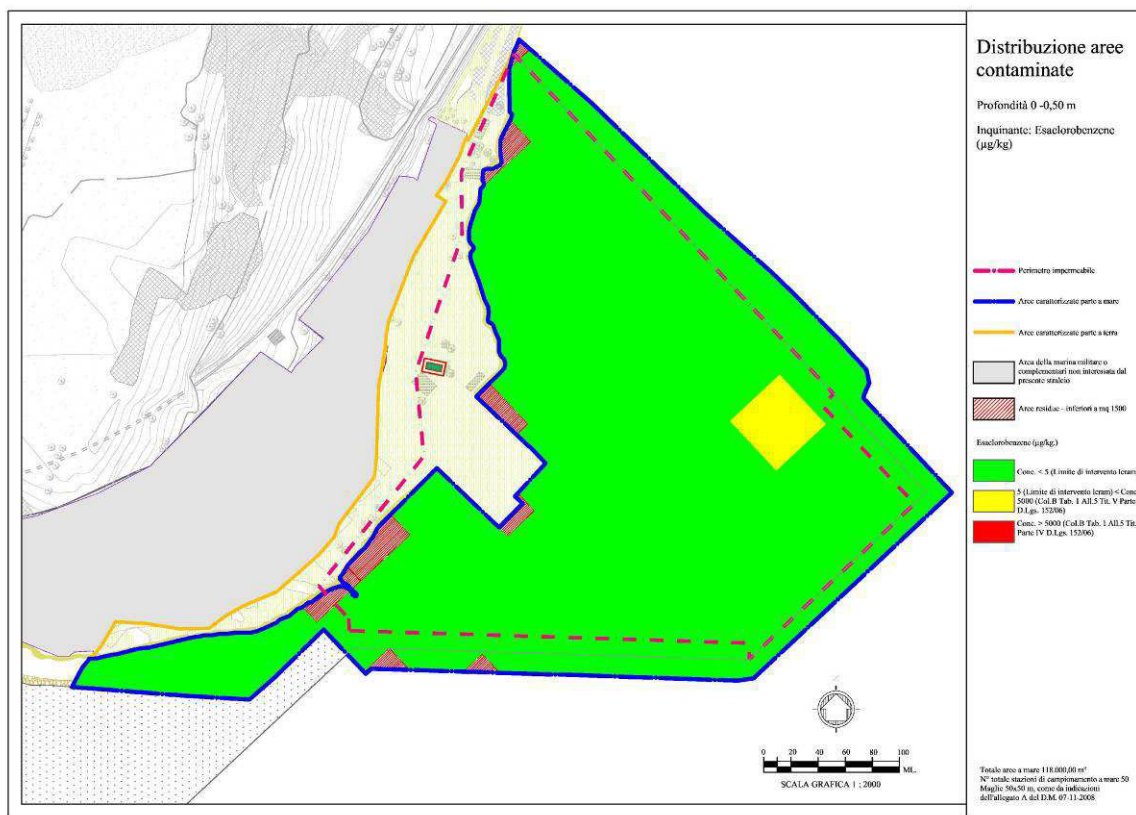 Distribuzione aree
contaminate
Profondità 0 -0,50 m
Inquinante: Esaclorobenzene
(µg/kg)
Perimetro impermeabile
Aree caratterizzate parte a mare
Aree caratterizzate parte a terra
Area della marina militare o
complementari non interessata dal
presente stralcio
Aree residue - inferiori a mq 1500
Esaclorobenzene (µg/kg.)
Conc. < 5 (Limite di intervento Icram)
5 (Limite di intervento Icram) < Conc
5000 (Col.B Tab. 1 All.5 Tit. V Parte
D.Lgs. 152/06)
Conc. > 5000 (Col.B Tab. 1 All.5 Tit.
Parte IV D.Lgs. 152/06)
0 20 40 60 80 100
ML.
SCALA GRAFICA 1 : 2000
Totale aree a mare 118.000,00 m²
N° totale stazioni di campionamento a mare 50
Maglie 50x50 m, come da indicazioni
dell'allegato A del D.M. 07-11-2008